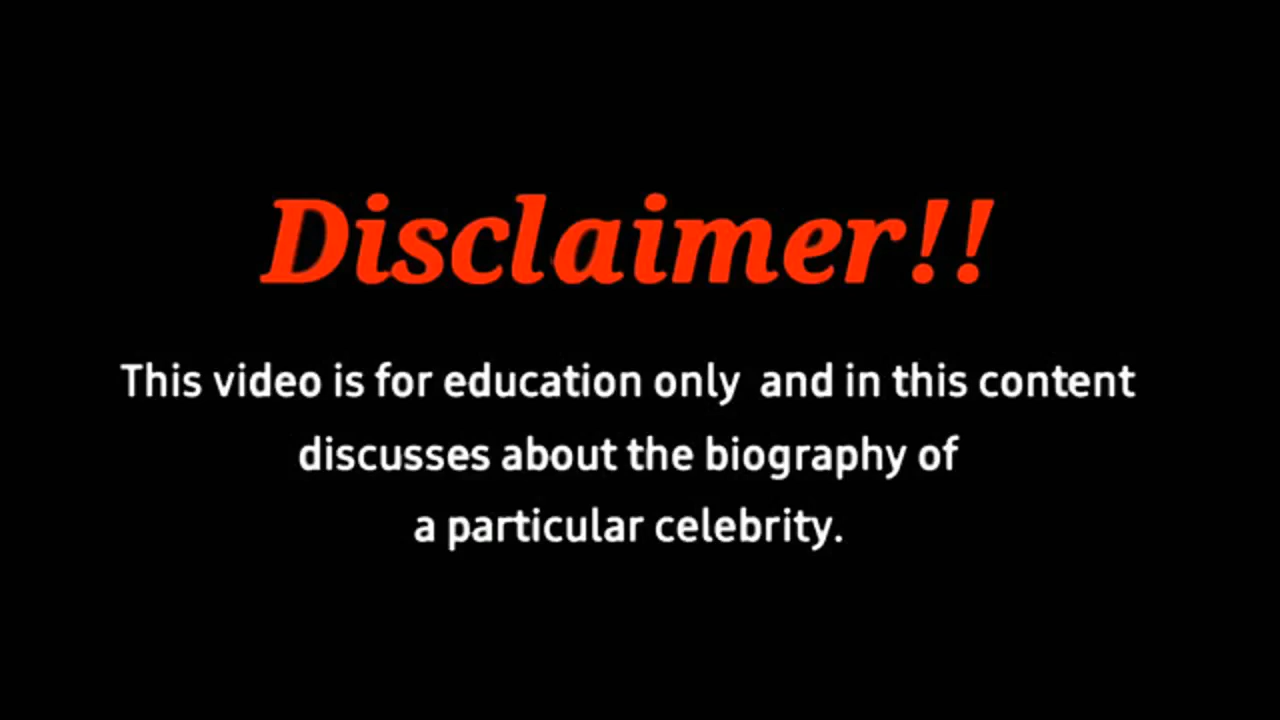 Disclaimer!!
This video is for education only  and in this content
discusses about the biography of
a particular celebrity.